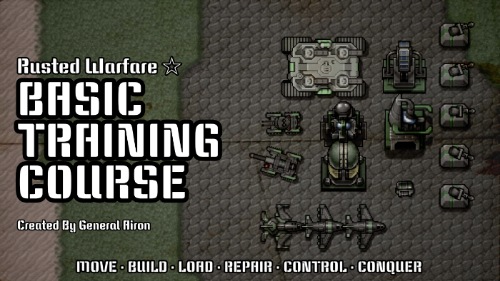 Rusted Warfare ☆
BASIC
TRAINING
COURSE
Created By General Airon
MOVE · BUILD · LOAD · REPAIR · CONTROL · CONQUER